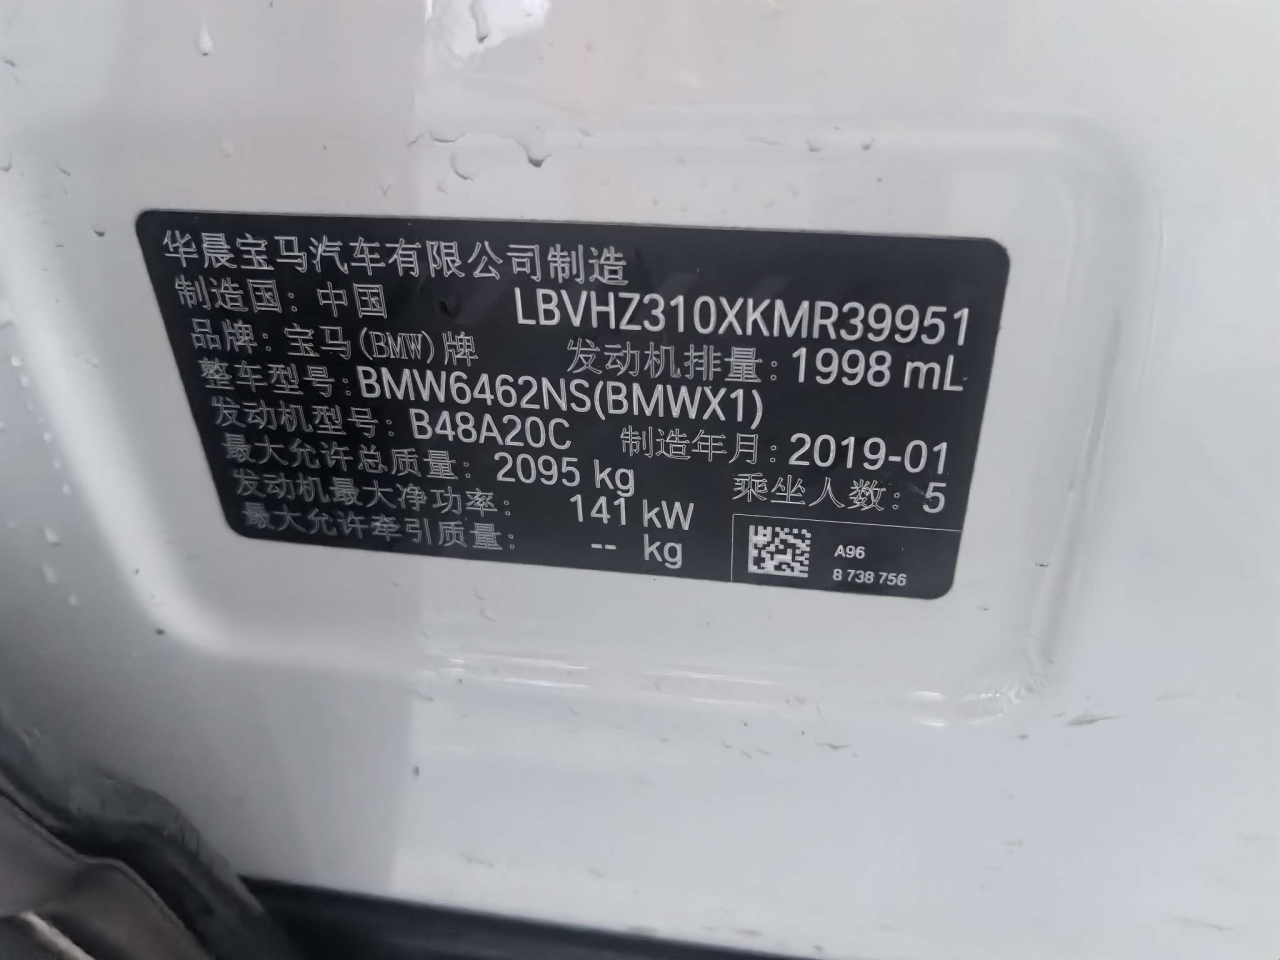 华晨宝马汽车有限公司制造
制造国：中国 LBVHZ310XKMR39951
品牌：宝马(BMW)牌 发动机排量：1998 mL
整车型号：BMW6462NS(BMWX1)
发动机型号：B48A20C 制造年月：2019-01
最大允许总质量：2095 kg 乘坐人数：5
发动机最大净功率：141 kW
最大允许牵引质量：-- kg
A96
8 738 756